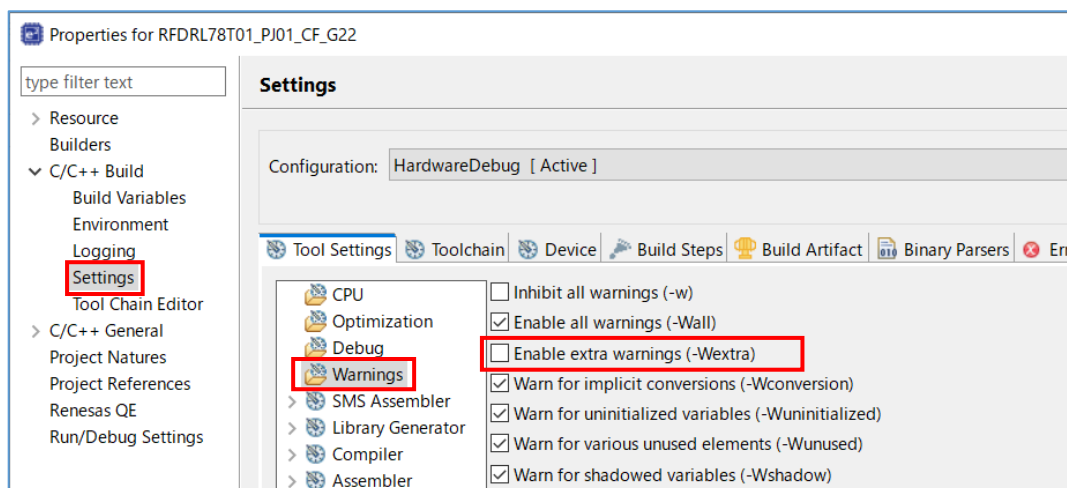 Properties for RFDRL78T01_PJ01_CF_G22
type filter text
Resource
Builders
C/C++ Build
Build Variables
Environment
Logging
Settings
Tool Chain Editor
C/C++ General
Project Natures
Project References
Renesas QE
Run/Debug Settings
Settings
Configuration: HardwareDebug [ Active ]
Tool Settings Toolchain Device Build Steps Build Artifact Binary Parsers Err
CPU
Optimization
Debug
Warnings
SMS Assembler
Library Generator
Compiler
Assembler
Inhibit all warnings (-w)
Enable all warnings (-Wall)
Enable extra warnings (-Wextra)
Warn for implicit conversions (-Wconversion)
Warn for uninitialized variables (-Wuninitialized)
Warn for various unused elements (-Wunused)
Warn for shadowed variables (-Wshadow)